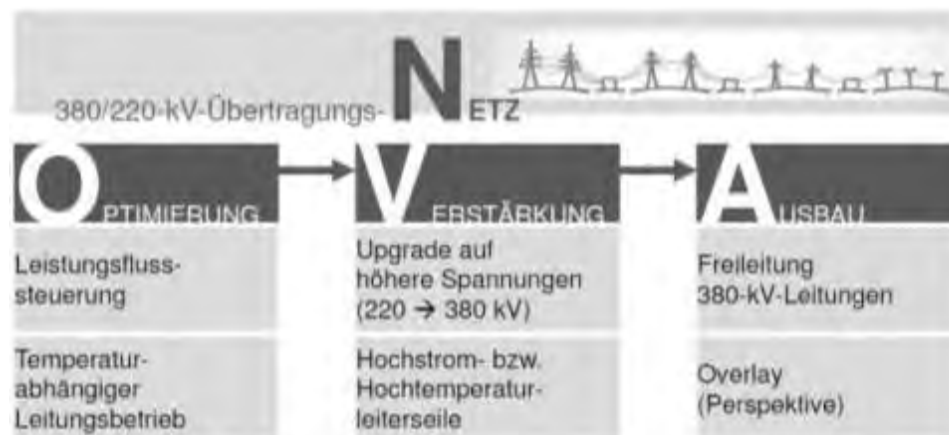 380/220-kV-Übertragungs-NETZ
OPTIMIERUNG
VERSTÄRKUNG
AUSBAU
Leistungsfluss-
steuerung
Upgrade auf
höhere Spannungen
(220 → 380 kV)
Freileitung
380-kV-Leitungen
Temperatur-
abhängiger
Leitungsbetrieb
Hochstrom- bzw.
Hochtemperatur-
leiterseile
Overlay
(Perspektive)